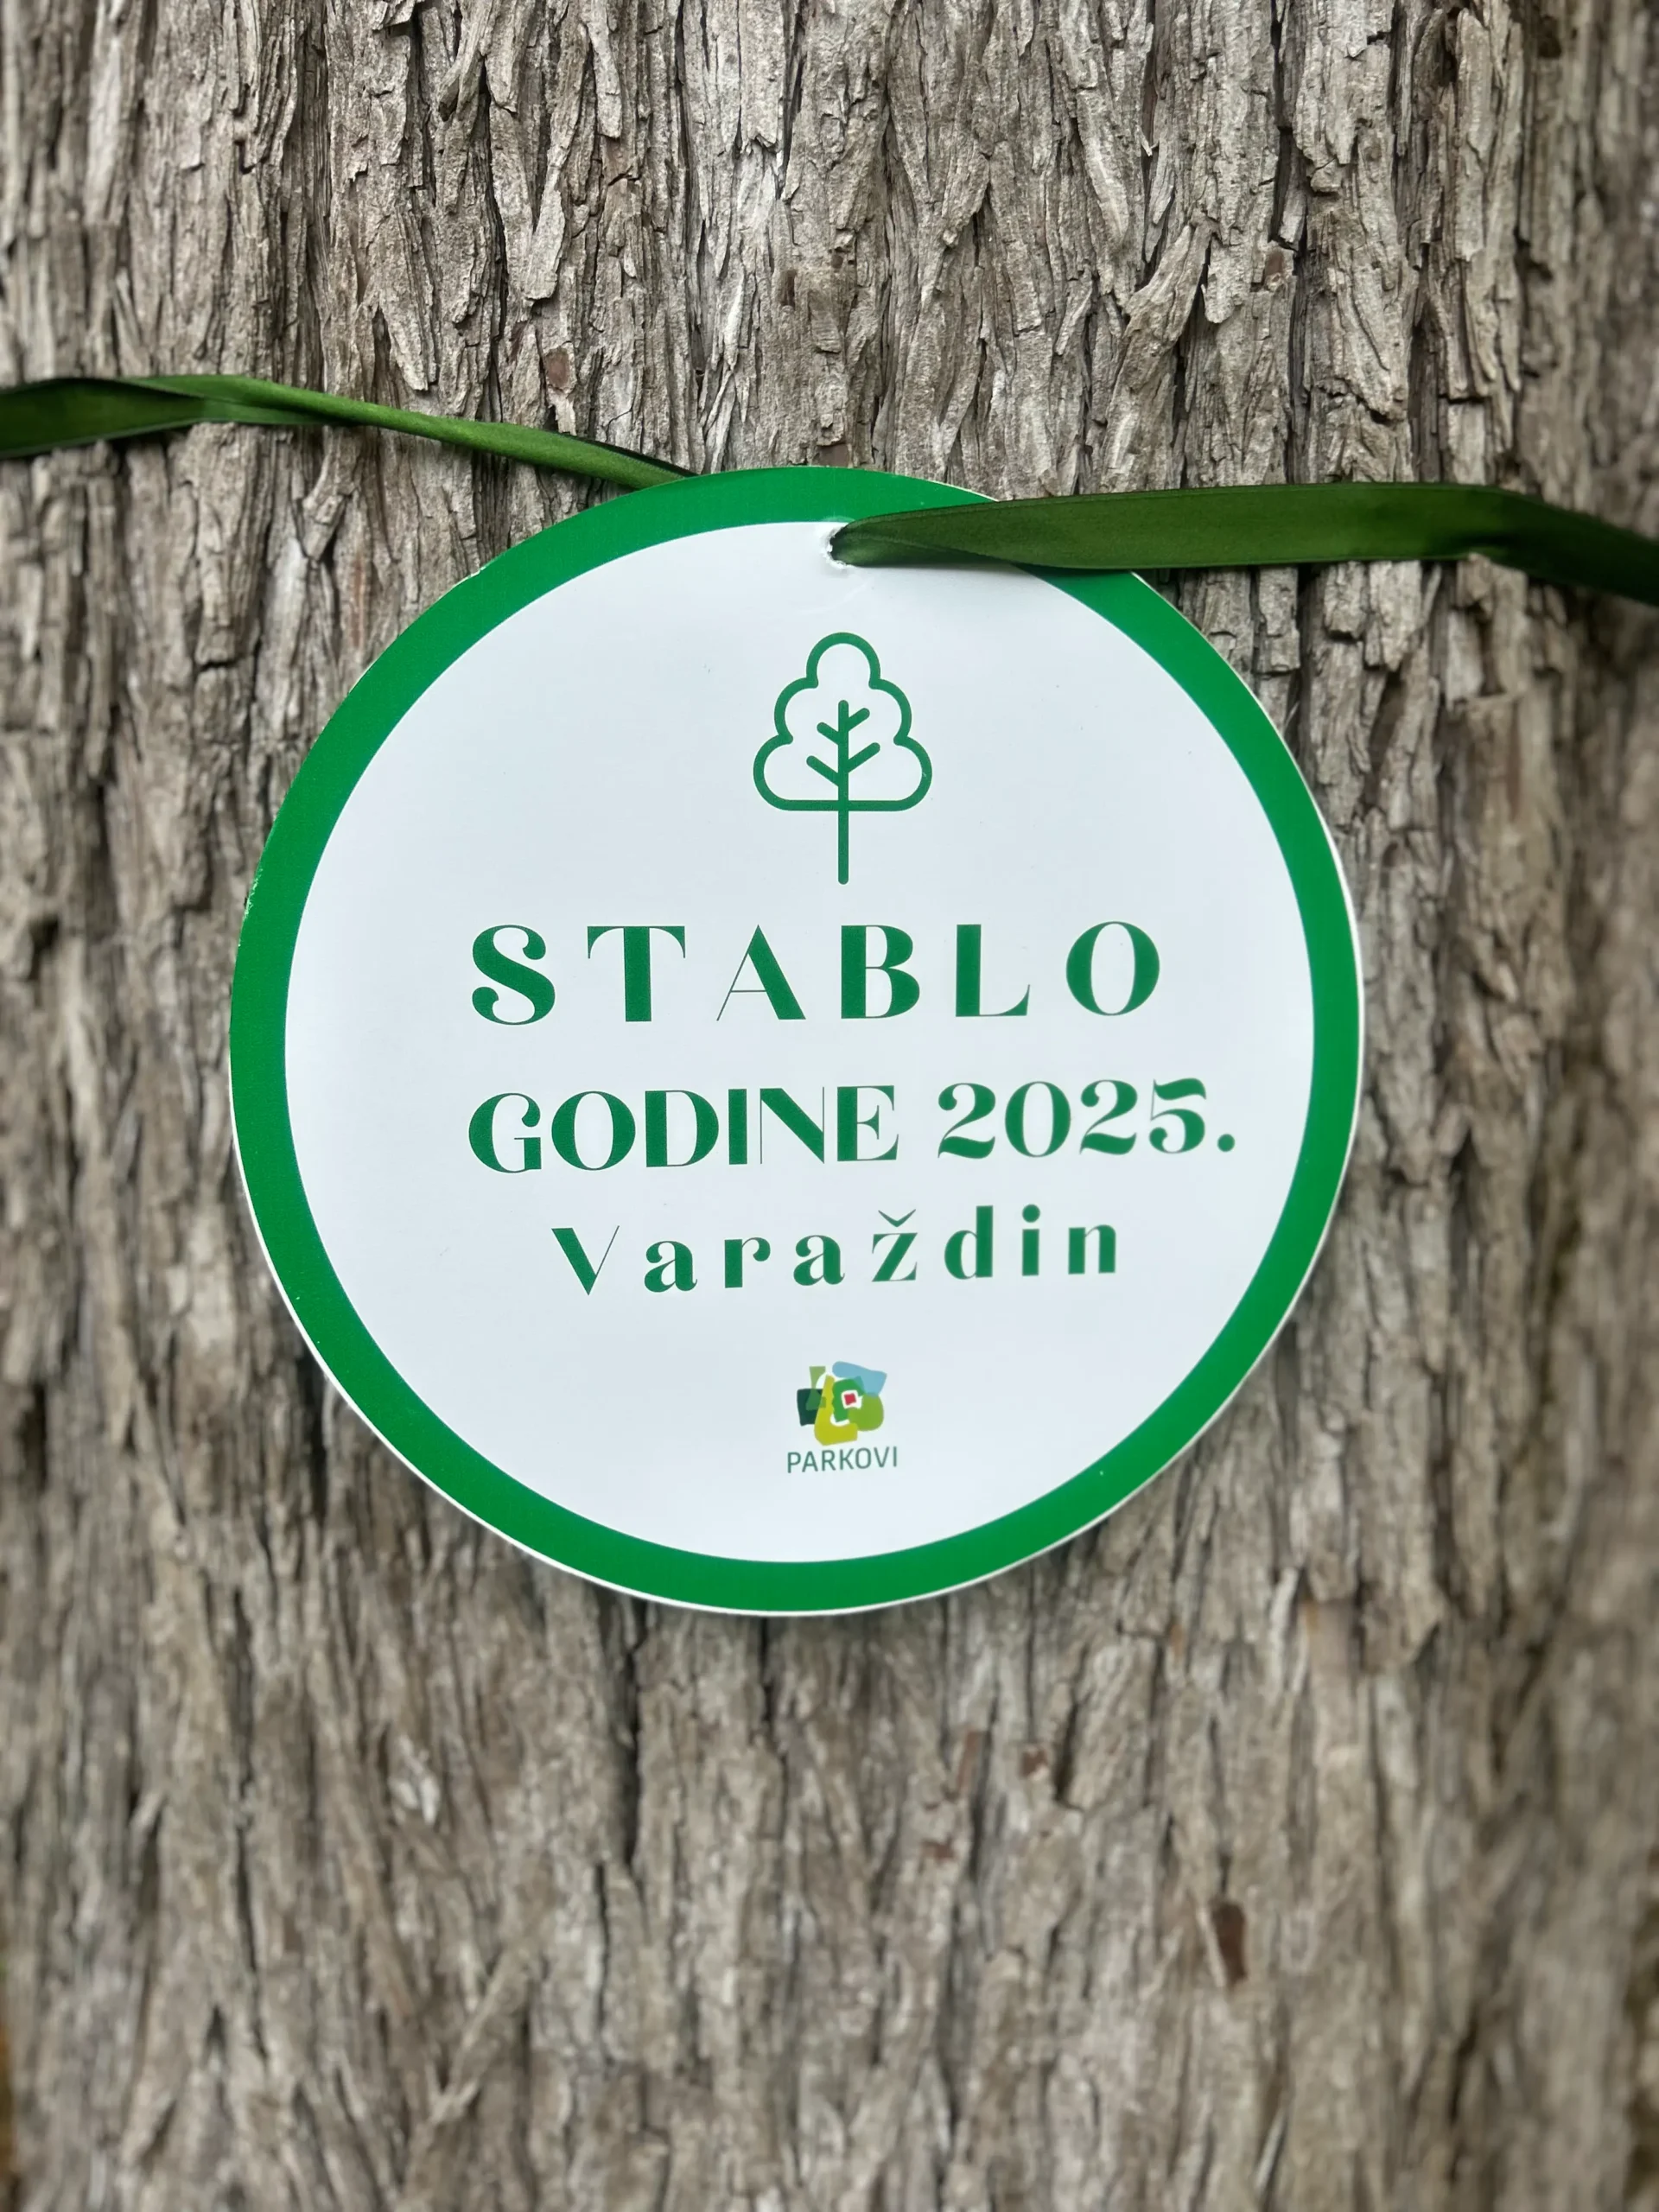 STABLO
GODINE 2025.
Varaždin
PARKOVI